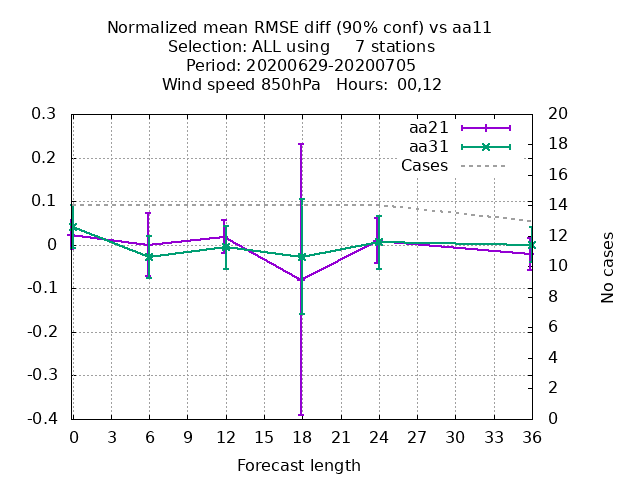 Normalized mean RMSE diff (90% conf) vs aa11
Selection: ALL using     7 stations
Period: 20200629-20200705
Wind speed 850hPa   Hours: 00,12
0.3
0.2
0.1
0
-0.1
-0.2
-0.3
-0.4
20
18
16
14
12
10
8
6
4
2
0
aa21
aa31
Cases
No cases
0 3 6 9 12 15 18 21 24 27 30 33 36
Forecast length